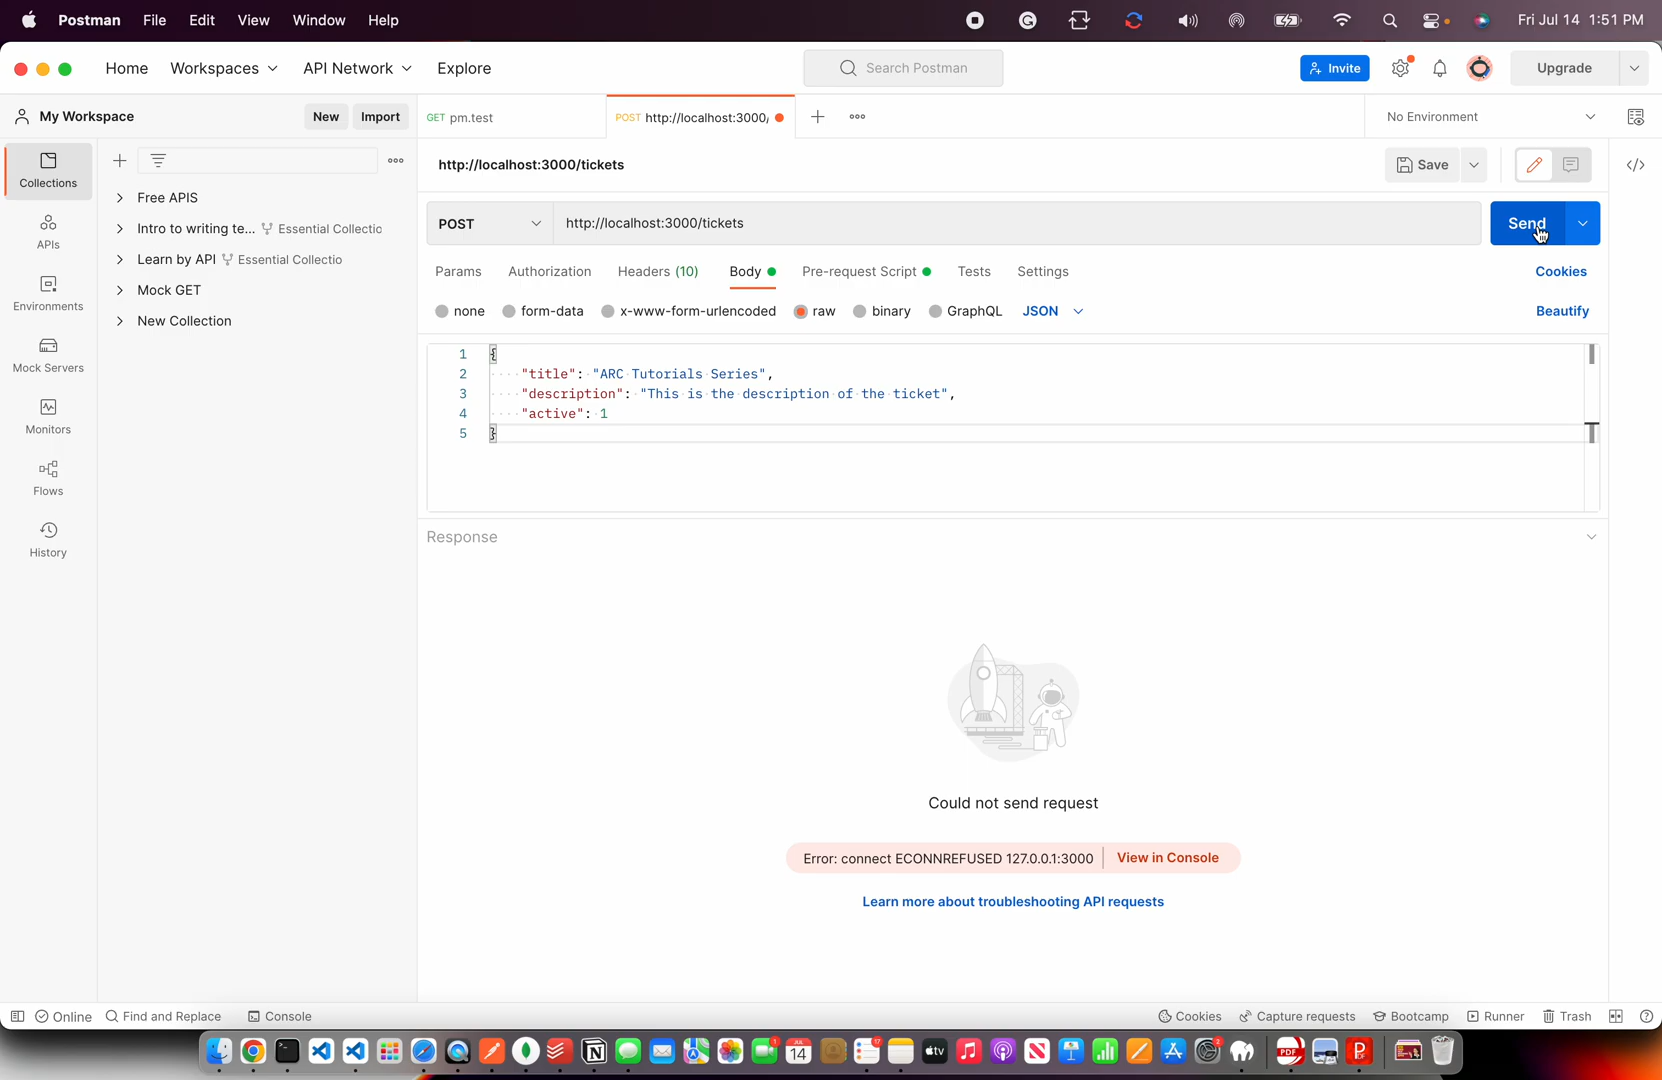 Postman File Edit View Window Help Fri Jul 14 1:51 PM
Home Workspaces API Network Explore Search Postman Invite Upgrade
My Workspace New Import GET pm.test POST http://localhost:3000/ No Environment
Collections
Free APIS
Intro to writing te... Essential Collectio
Learn by API Essential Collectio
Mock GET
New Collection
APIs
Environments
Mock Servers
Monitors
Flows
History
http://localhost:3000/tickets Save
POST http://localhost:3000/tickets Send
Params Authorization Headers (10) Body Pre-request Script Tests Settings Cookies
none form-data x-www-form-urlencoded raw binary GraphQL JSON Beautify
1 {
2 "title": "ARC Tutorials Series",
3 "description": "This is the description of the ticket",
4 "active": 1
5 }
Response
Could not send request
Error: connect ECONNREFUSED 127.0.0.1:3000 View in Console
Learn more about troubleshooting API requests
Online Find and Replace Console Cookies Capture requests Bootcamp Runner Trash